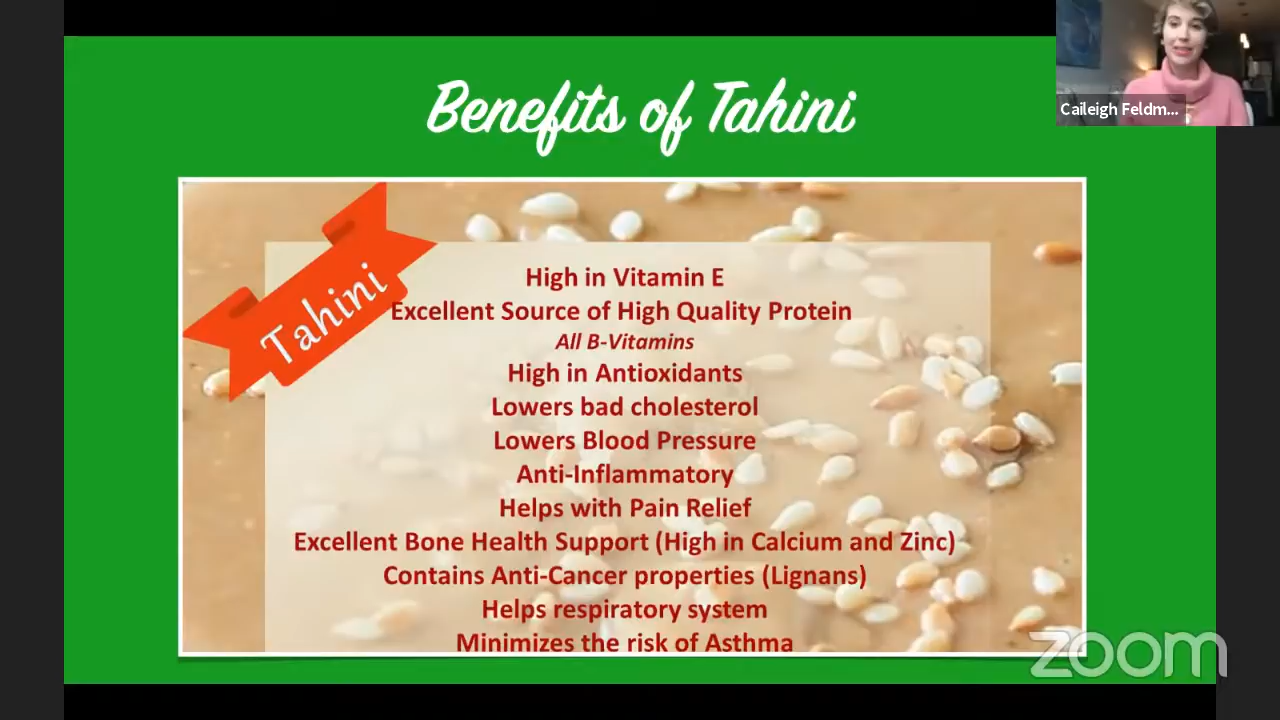 Benefits of Tahini
Caileigh Feldm...
Tahini
High in Vitamin E
Excellent Source of High Quality Protein
All B-Vitamins
High in Antioxidants
Lowers bad cholesterol
Lowers Blood Pressure
Anti-Inflammatory
Helps with Pain Relief
Excellent Bone Health Support (High in Calcium and Zinc)
Contains Anti-Cancer properties (Lignans)
Helps respiratory system
Minimizes the risk of Asthma
zoom